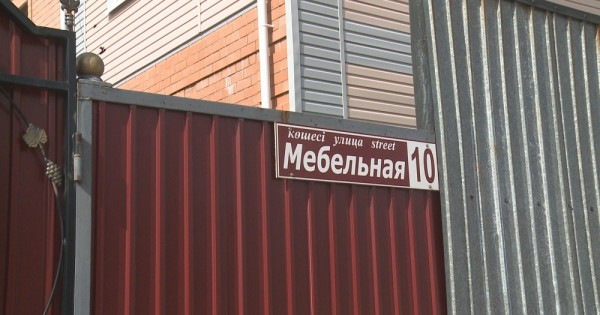 көшесі улица street
Мебельная 10